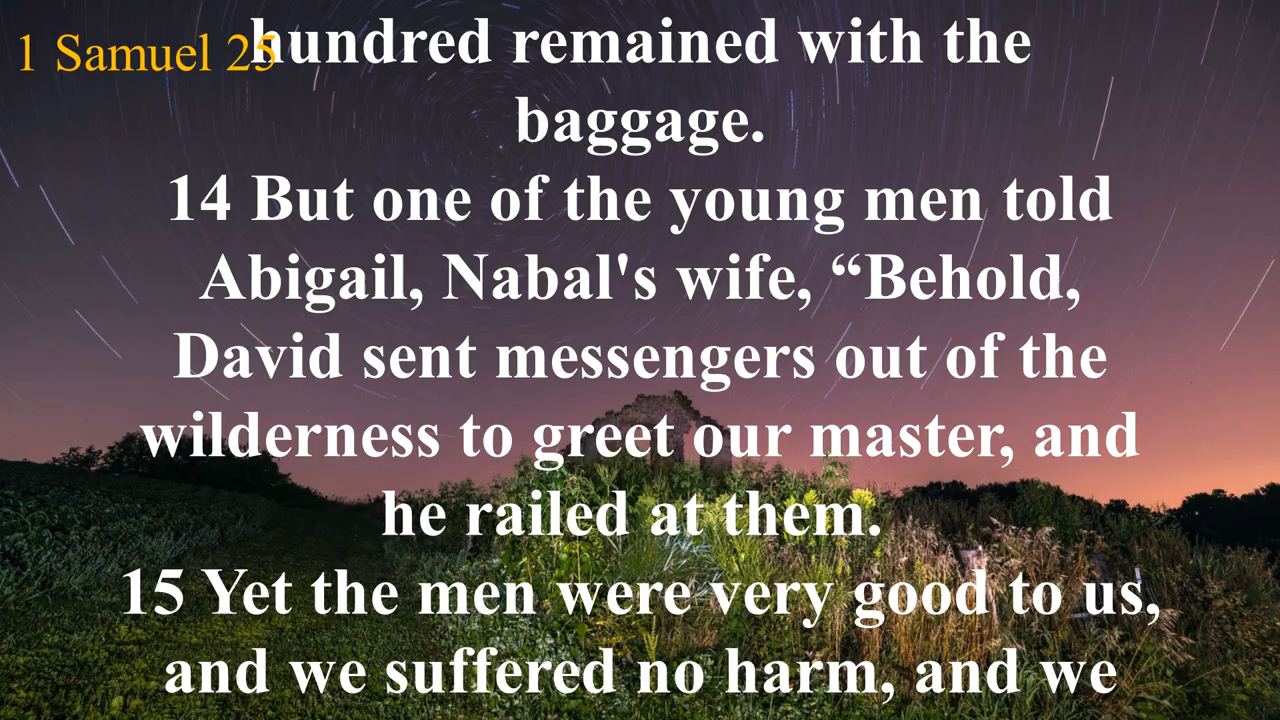 1 Samuel 25
hundred remained with the
baggage.
14 But one of the young men told
Abigail, Nabal's wife, “Behold,
David sent messengers out of the
wilderness to greet our master, and
he railed at them.
15 Yet the men were very good to us,
and we suffered no harm, and we